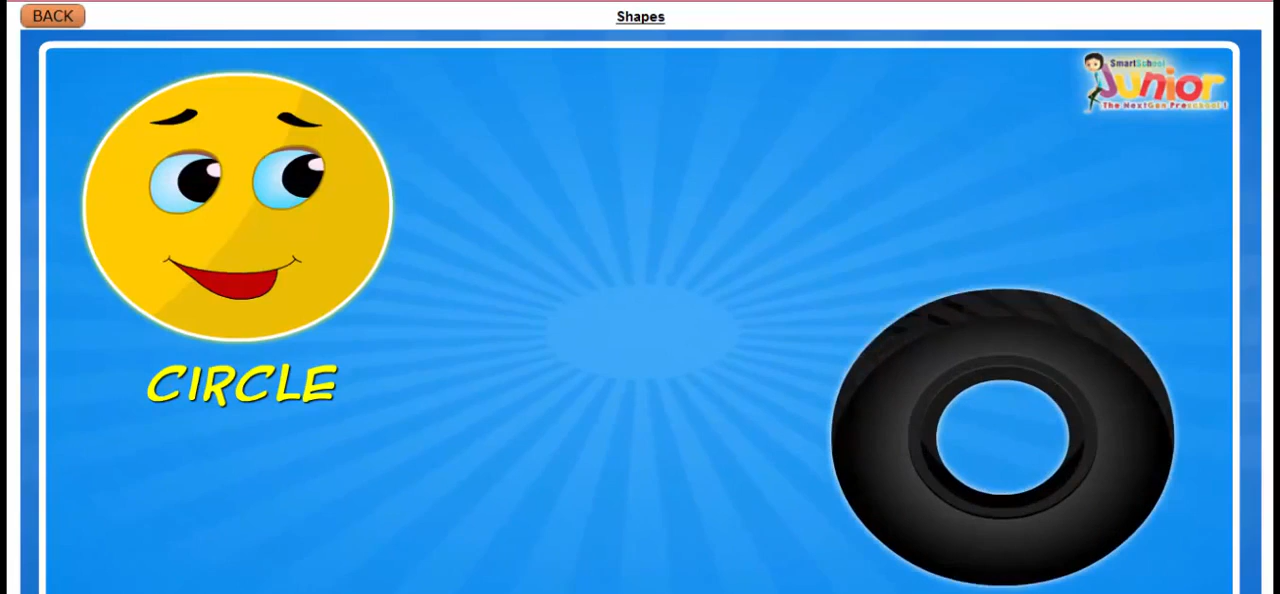 BACK
Shapes
SmartSchool
Junior
The NextGen Preschool !
CIRCLE